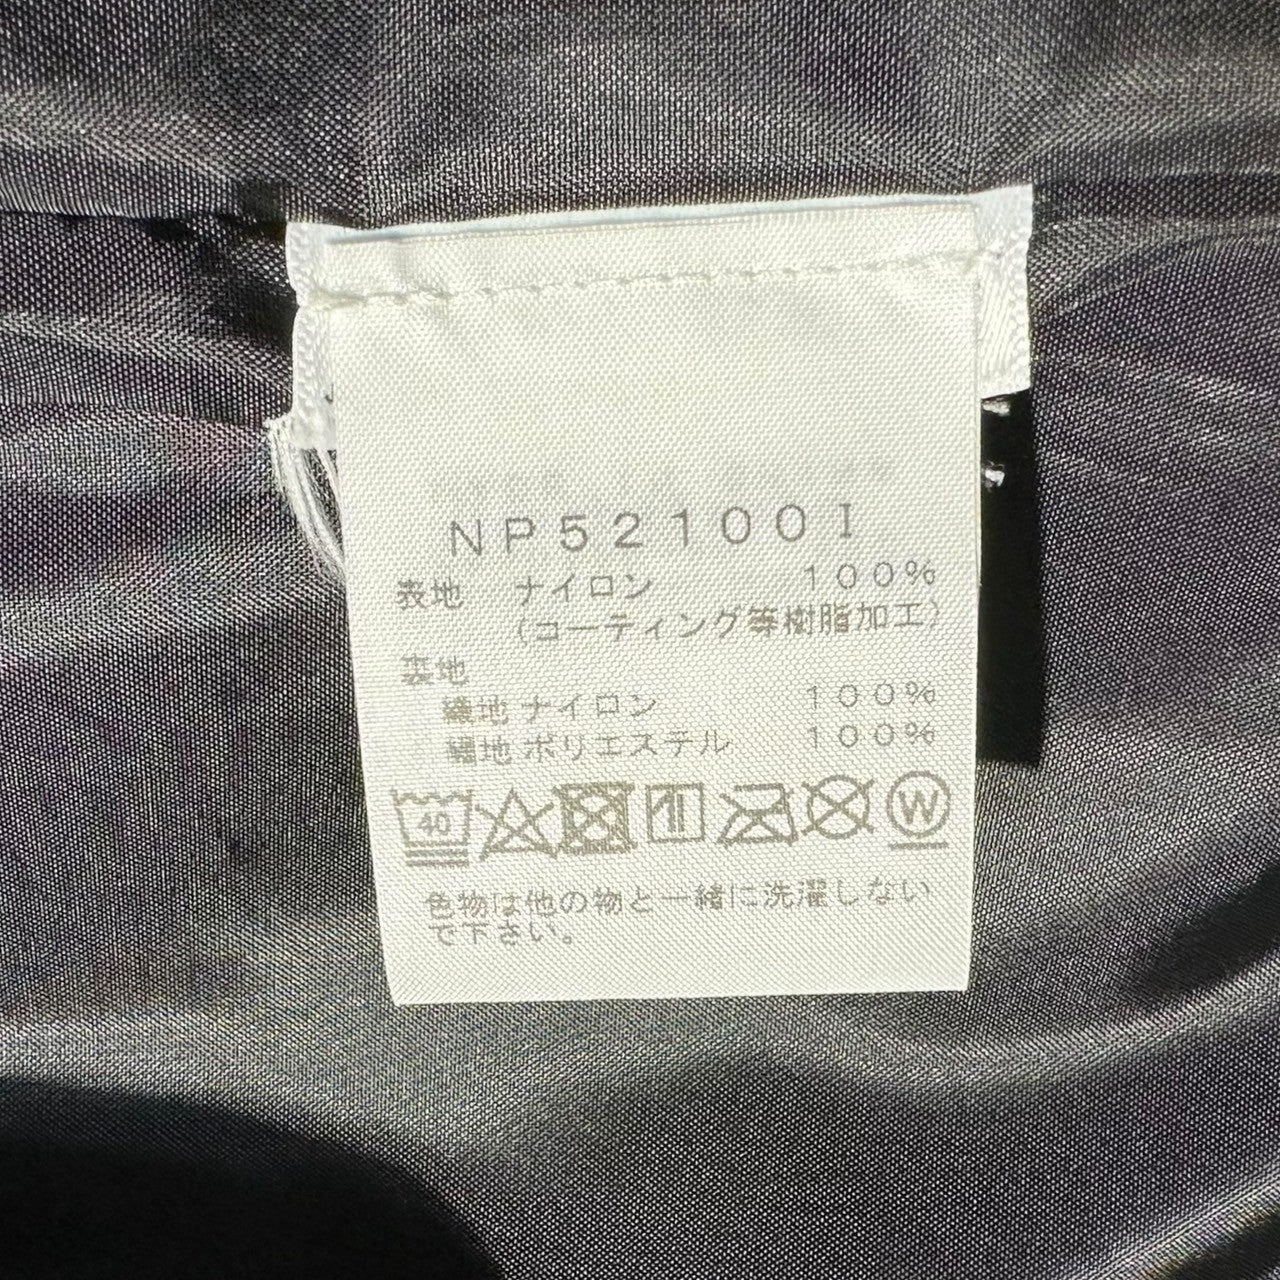 NP52100I
表地 ナイロン 100%
(コーティング等樹脂加工)
裏地
繊地 ナイロン 100%
編地 ポリエステル 100%
40 W
色物は他の物と一緒に洗濯しない
で下さい。